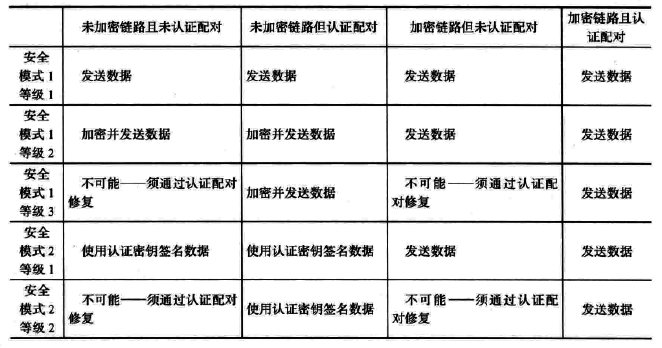 未加密链路且未认证配对 未加密链路但认证配对 加密链路但未认证配对 加密链路且认证配对
安全模式1等级1 发送数据 发送数据 发送数据 发送数据
安全模式1等级2 加密并发送数据 加密并发送数据 发送数据 发送数据
安全模式1等级3 不可能——须通过认证配对修复 加密并发送数据 不可能——须通过认证配对修复 发送数据
安全模式2等级1 使用认证密钥签名数据 使用认证密钥签名数据 发送数据 发送数据
安全模式2等级2 不可能——须通过认证配对修复 使用认证密钥签名数据 不可能——须通过认证配对修复 发送数据